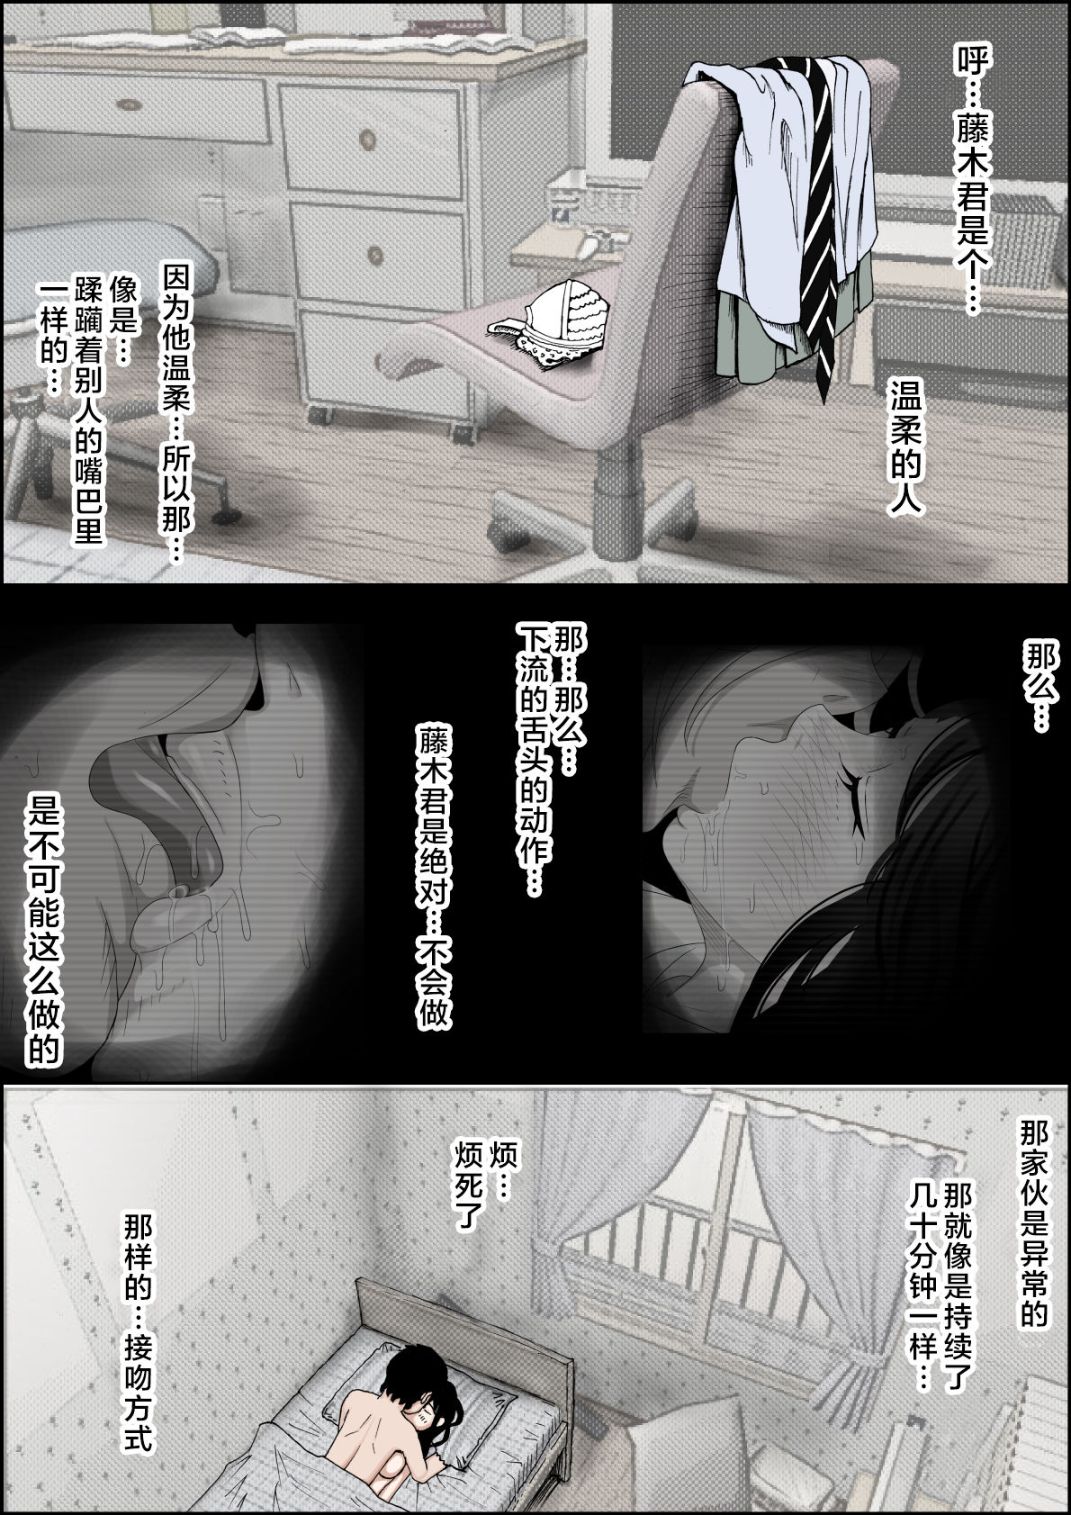 呼…藤木君是个…
温柔的人
因为他温柔…所以那…
像是…
蹂躏着别人的嘴巴里
一样的…
那么…
那…那么…
下流的舌头的动作…
藤木君是绝对…不会做
是不可能这么做的
那家伙是异常的
那就像是持续了
几十分钟一样…
烦…
烦死了
那样的…接吻方式